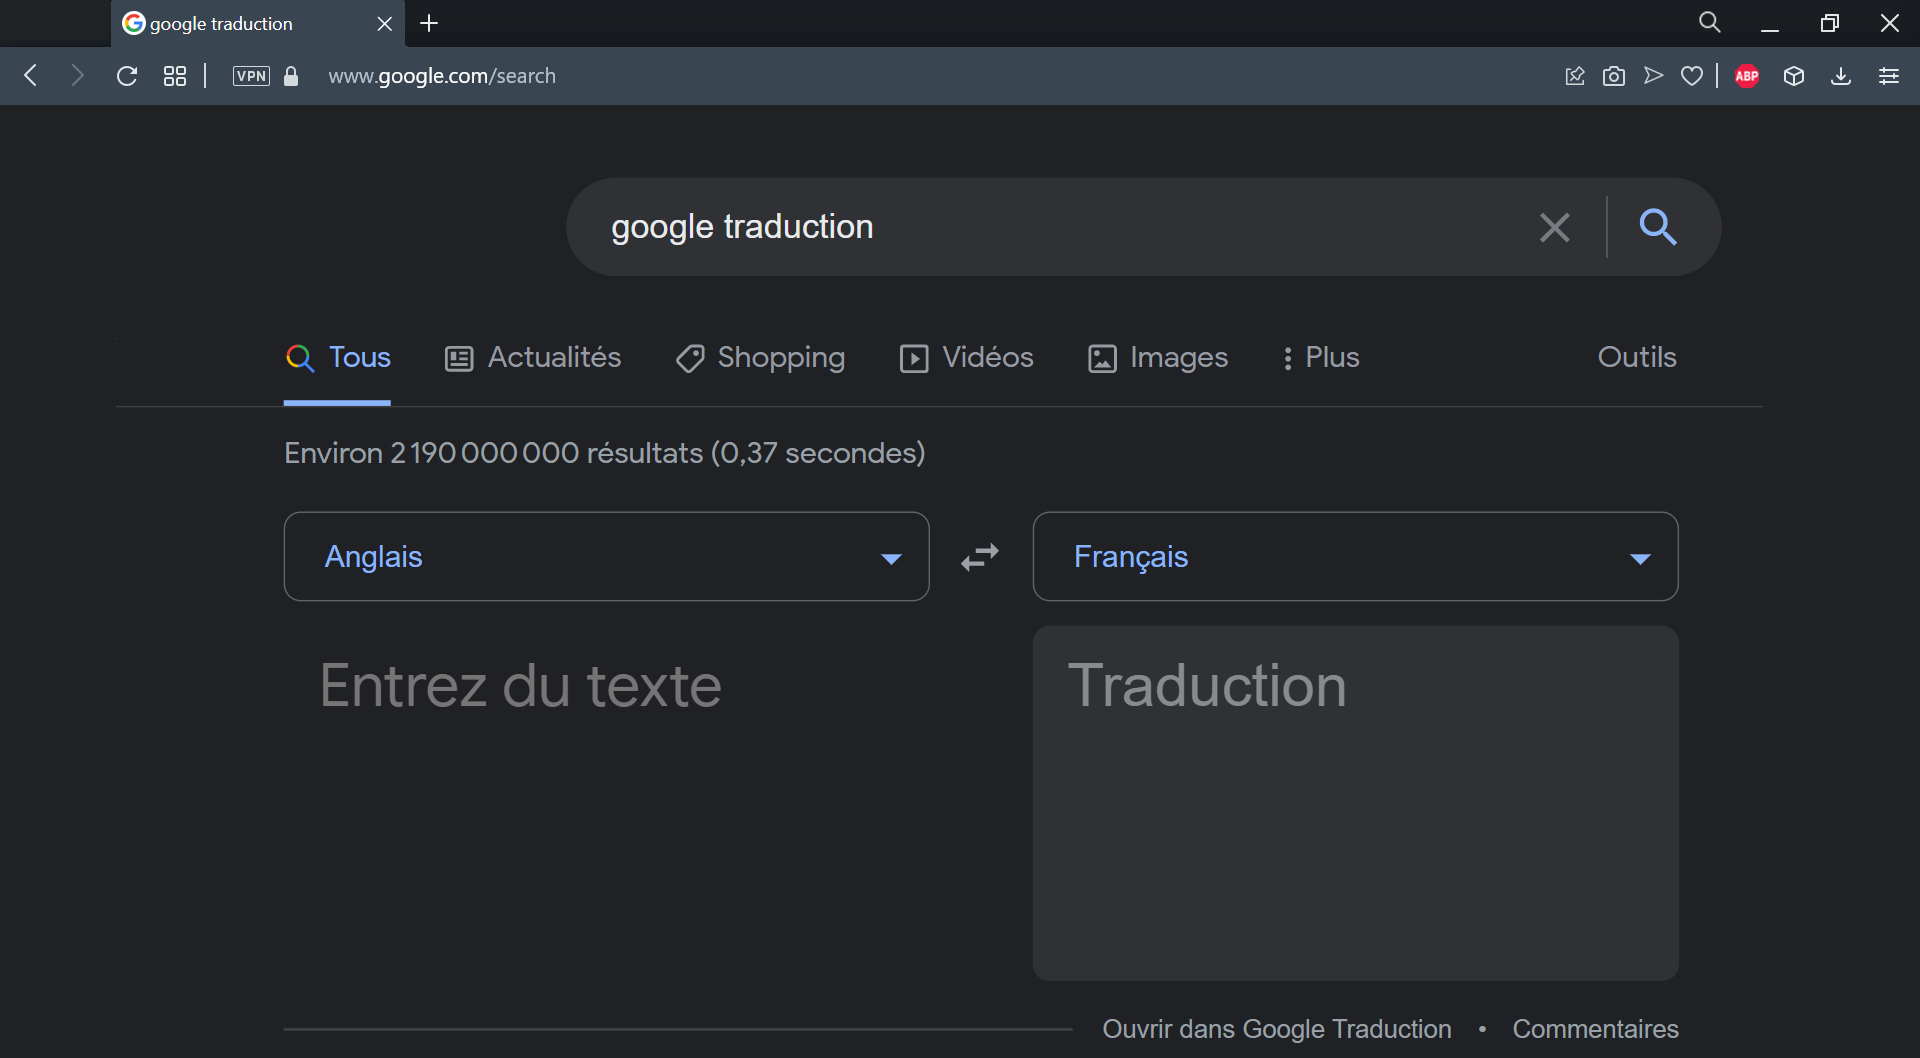 google traduction
VPN www.google.com/search ABP
google traduction
Tous Actualités Shopping Vidéos Images Plus Outils
Environ 2 190 000 000 résultats (0,37 secondes)
Anglais Français
Entrez du texte Traduction
Ouvrir dans Google Traduction • Commentaires